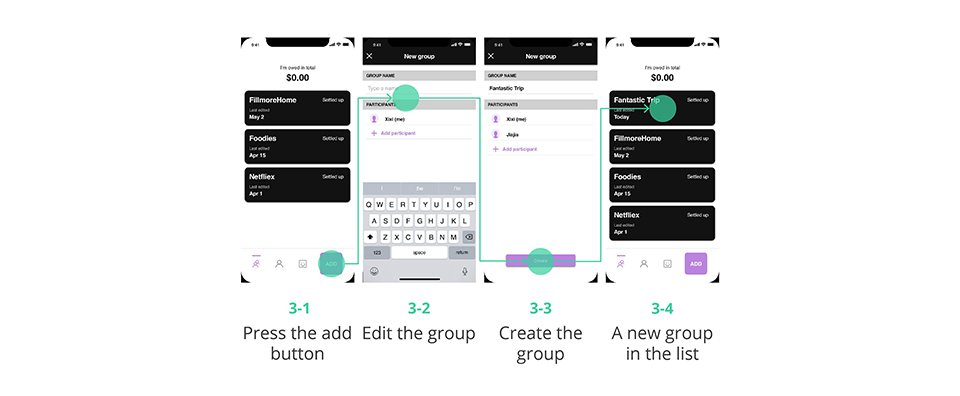 9:41
I'm owed in total
$0.00
FillmoreHome Settled up
Last edited
May 2
Foodies Settled up
Last edited
Apr 15
Netfliex Settled up
Last edited
Apr 1
ADD
3-1
Press the add
button
9:41
New group
GROUP NAME
Type a name
PARTICIPANTS
Xixi (me)
Add participant
I the I'm
Q W E R T Y U I O P
A S D F G H J K L
Z X C V B N M
123 space return
3-2
Edit the group
9:41
New group
GROUP NAME
Fantastic Trip
PARTICIPANTS
Xixi (me)
Jiajia
Add participant
Create
3-3
Create the
group
9:41
I'm owed in total
$0.00
Fantastic Trip Settled up
Last edited
Today
FillmoreHome Settled up
Last edited
May 2
Foodies Settled up
Last edited
Apr 15
Netfliex Settled up
Last edited
Apr 1
ADD
3-4
A new group
in the list